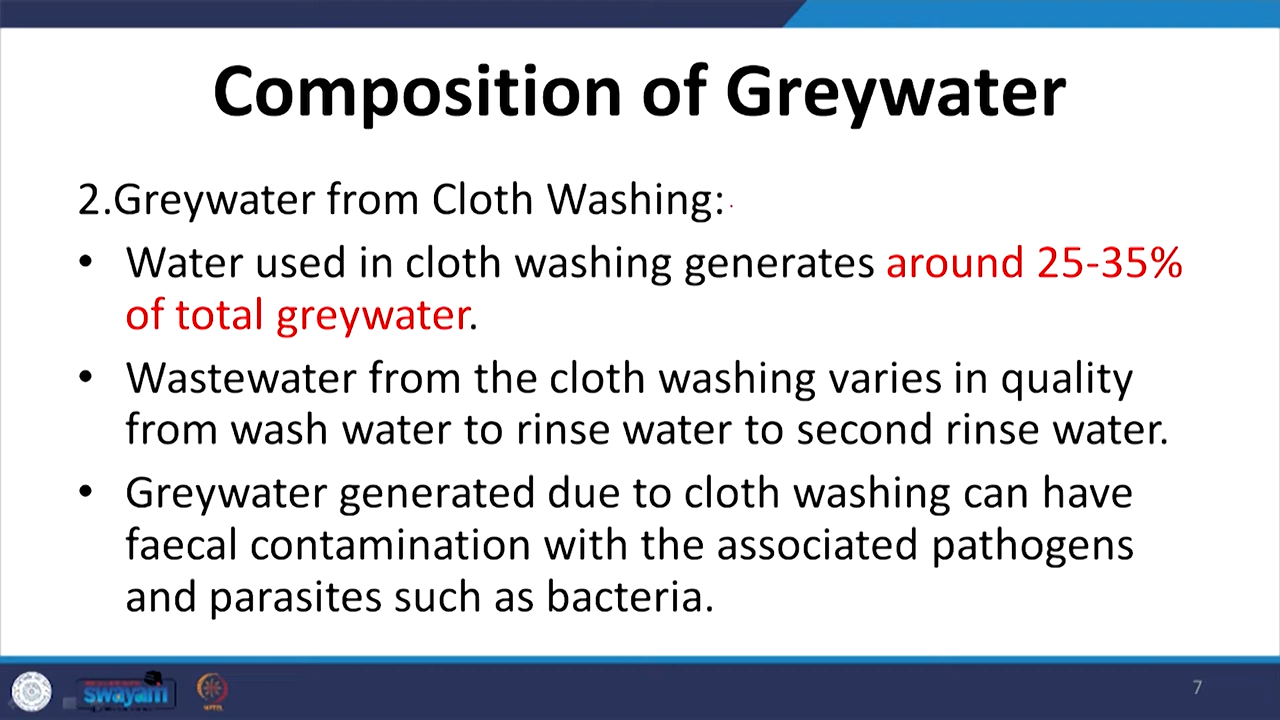 Composition of Greywater
2.Greywater from Cloth Washing:
• Water used in cloth washing generates around 25-35%
of total greywater.
• Wastewater from the cloth washing varies in quality
from wash water to rinse water to second rinse water.
• Greywater generated due to cloth washing can have
faecal contamination with the associated pathogens
and parasites such as bacteria.
swayam
7